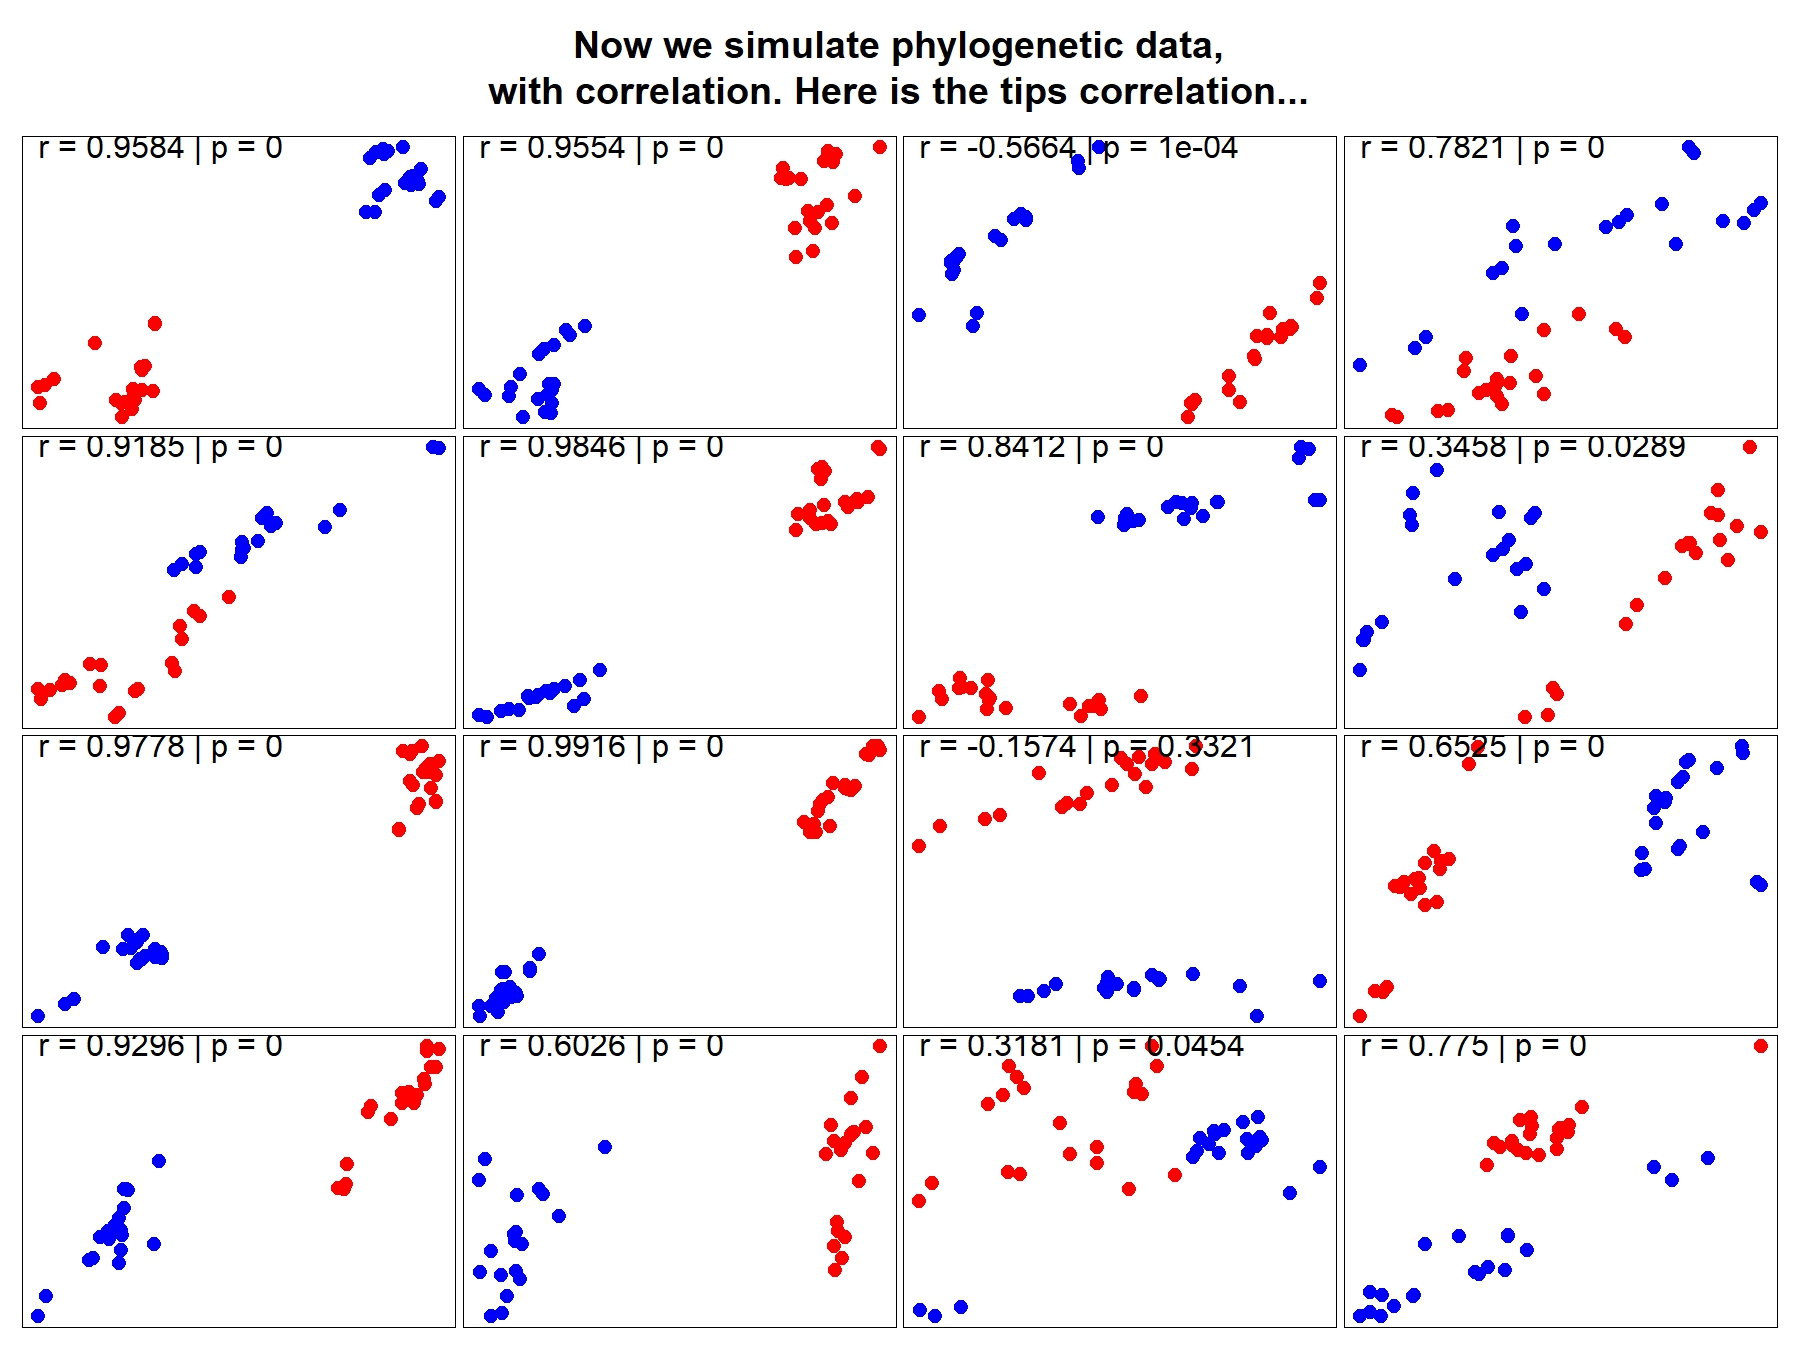 Now we simulate phylogenetic data,
with correlation. Here is the tips correlation...
r = 0.9584 | p = 0
r = 0.9554 | p = 0
r = -0.5664 | p = 1e-04
r = 0.7821 | p = 0
r = 0.9185 | p = 0
r = 0.9846 | p = 0
r = 0.8412 | p = 0
r = 0.3458 | p = 0.0289
r = 0.9778 | p = 0
r = 0.9916 | p = 0
r = -0.1574 | p = 0.3321
r = 0.6525 | p = 0
r = 0.9296 | p = 0
r = 0.6026 | p = 0
r = 0.3181 | p = 0.0454
r = 0.775 | p = 0